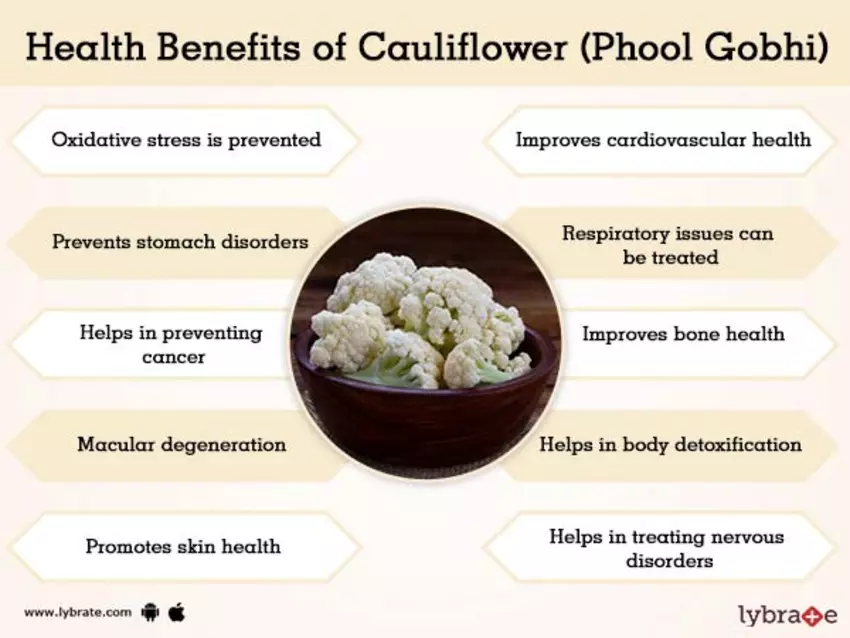 Health Benefits of Cauliflower (Phool Gobhi)
Oxidative stress is prevented
Improves cardiovascular health
Prevents stomach disorders
Respiratory issues can
be treated
Helps in preventing
cancer
Improves bone health
Macular degeneration
Helps in body detoxification
Promotes skin health
Helps in treating nervous
disorders
www.lybrate.com
lybrate